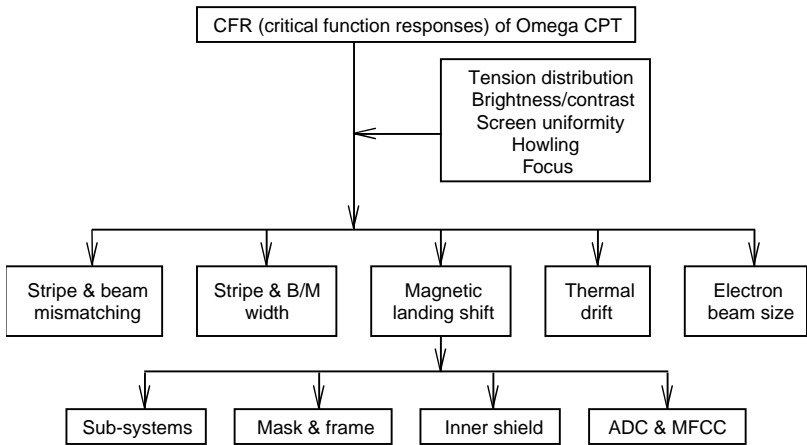 CFR (critical function responses) of Omega CPT
Tension distribution
Brightness/contrast
Screen uniformity
Howling
Focus
Stripe & beam
mismatching
Stripe & B/M
width
Magnetic
landing shift
Thermal
drift
Electron
beam size
Sub-systems
Mask & frame
Inner shield
ADC & MFCC